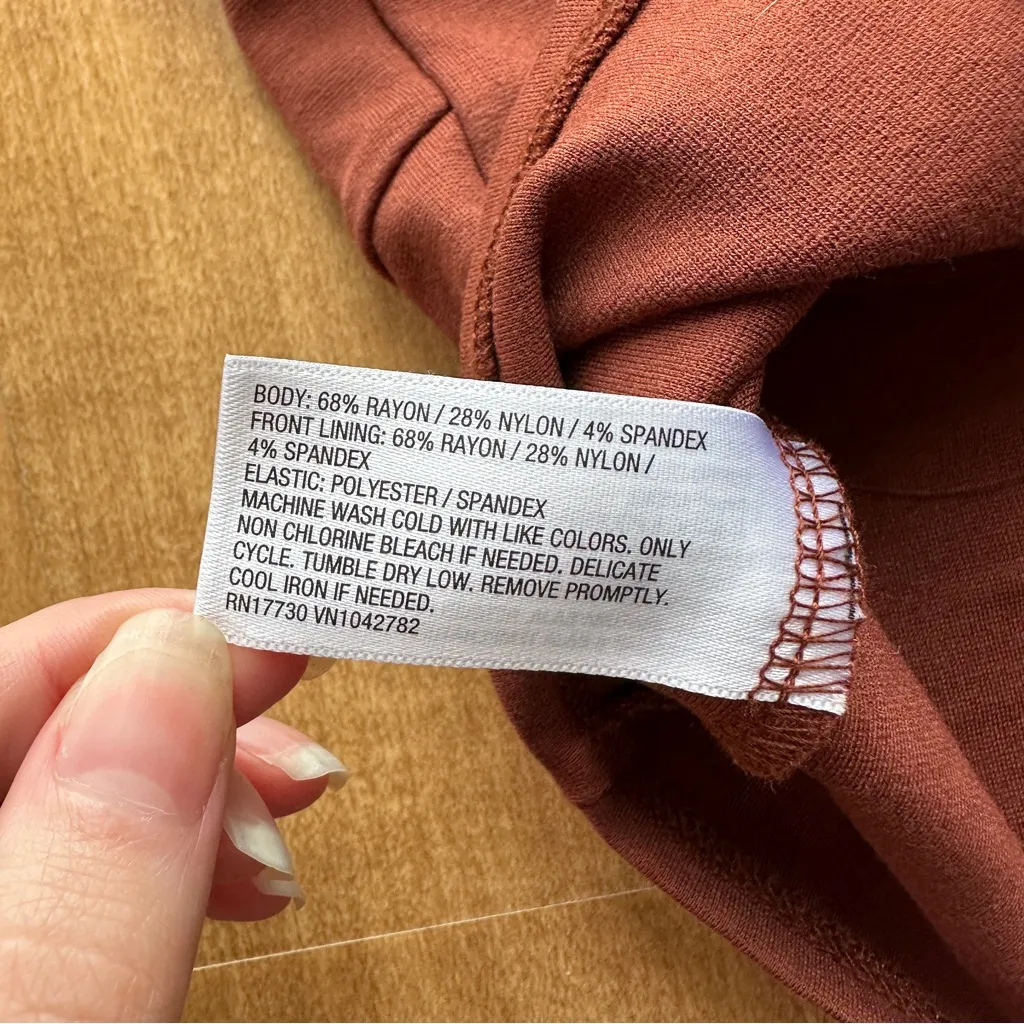 BODY: 68% RAYON / 28% NYLON / 4% SPANDEX
FRONT LINING: 68% RAYON / 28% NYLON /
4% SPANDEX
ELASTIC: POLYESTER / SPANDEX
MACHINE WASH COLD WITH LIKE COLORS. ONLY
NON CHLORINE BLEACH IF NEEDED. DELICATE
CYCLE. TUMBLE DRY LOW. REMOVE PROMPTLY.
COOL IRON IF NEEDED.
RN17730 VN1042782